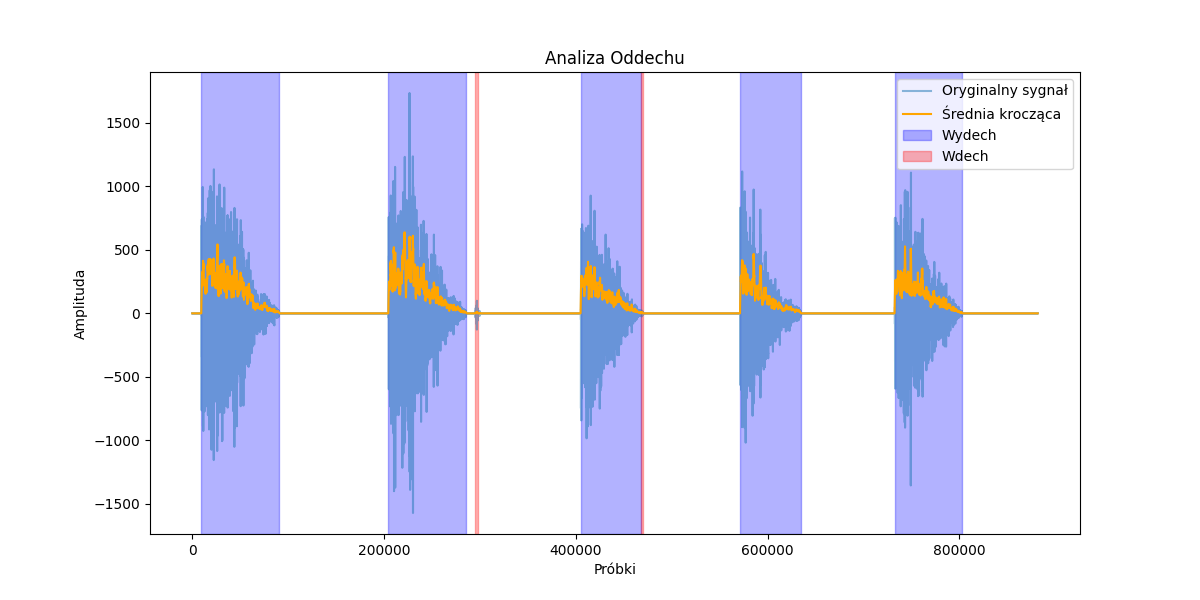 Analiza Oddechu
Oryginalny sygnał
Średnia krocząca
Wydech
Wdech
Amplituda
1500
1000
500
0
−500
−1000
−1500
0
200000
400000
600000
800000
Próbki